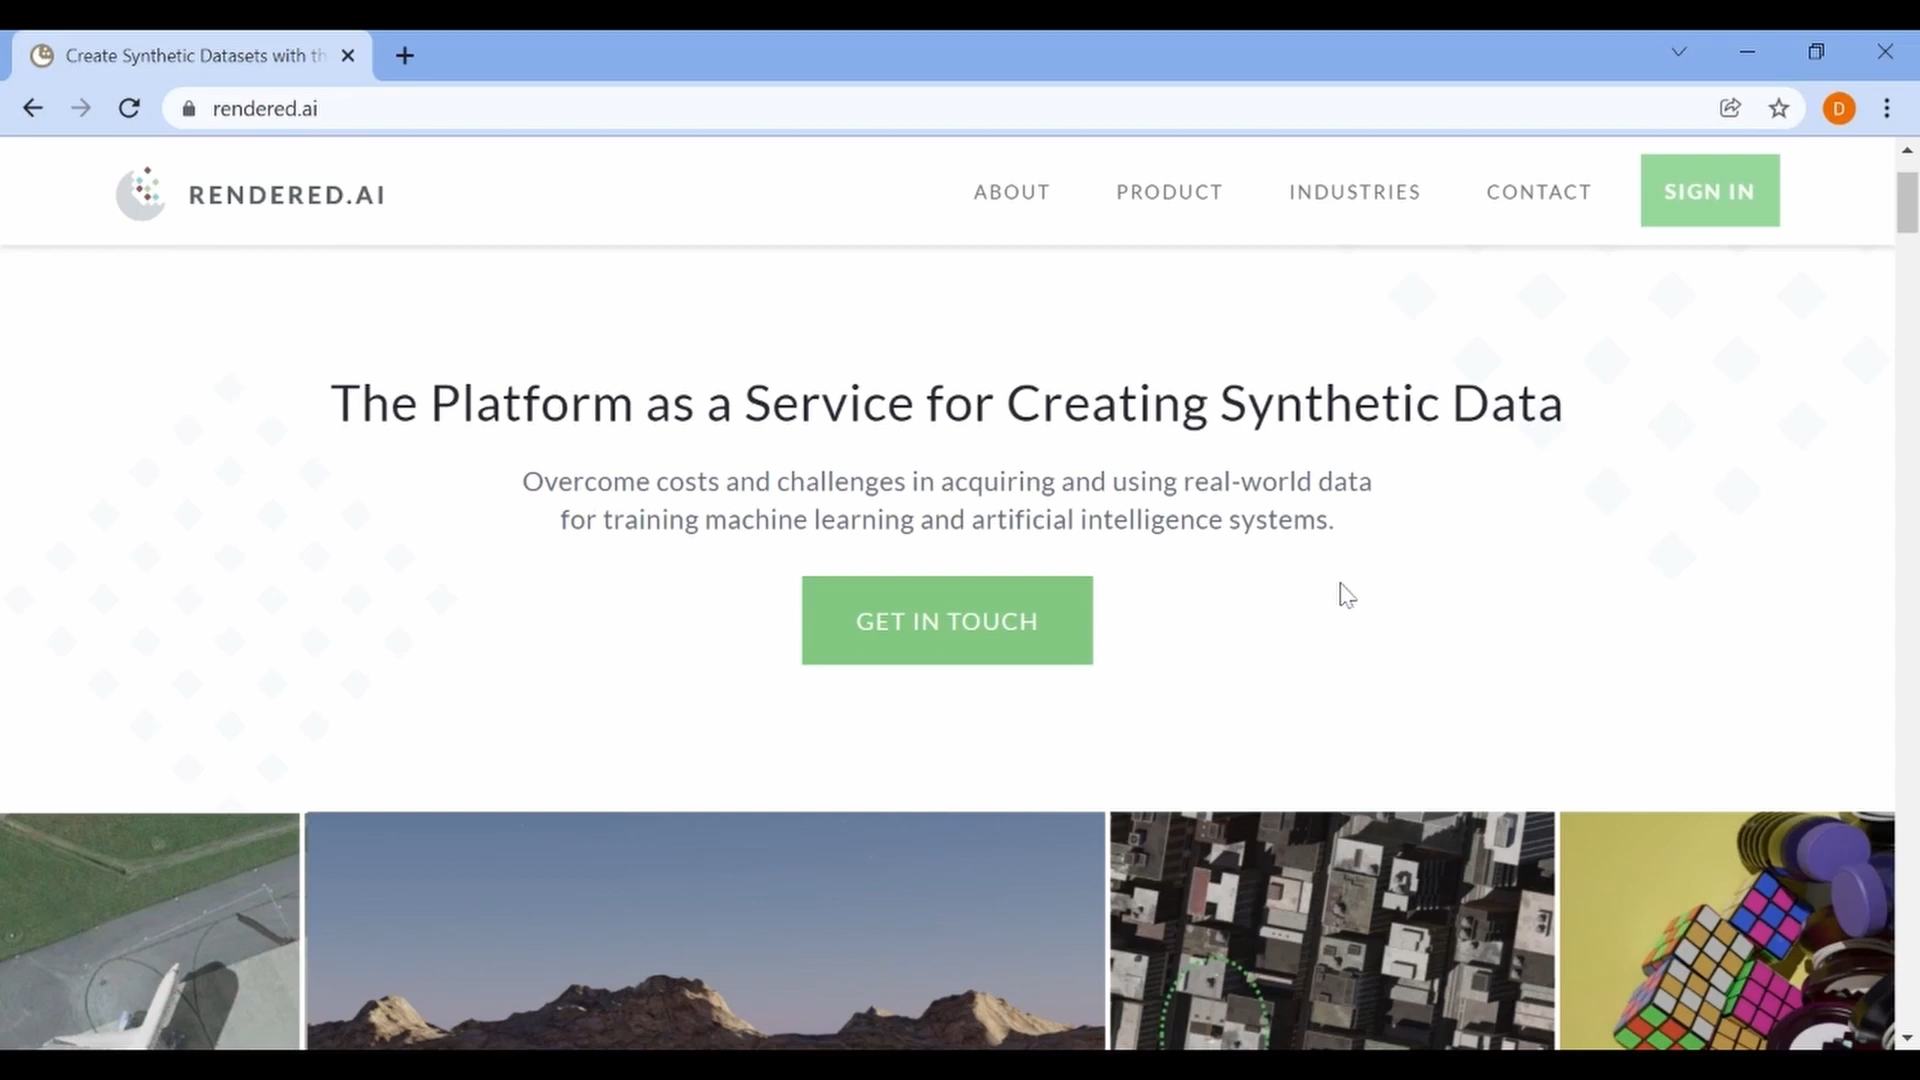 Create Synthetic Datasets with th
rendered.ai
D
RENDERED.AI
ABOUT
PRODUCT
INDUSTRIES
CONTACT
SIGN IN
The Platform as a Service for Creating Synthetic Data
Overcome costs and challenges in acquiring and using real-world data
for training machine learning and artificial intelligence systems.
GET IN TOUCH